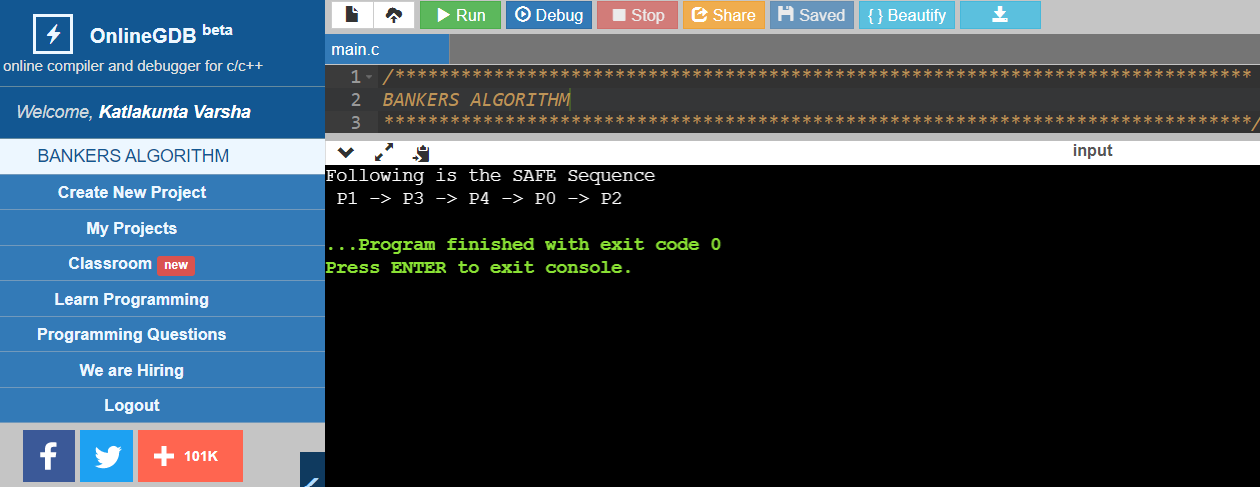 OnlineGDB beta
online compiler and debugger for c/c++
Welcome, Katlakunta Varsha
BANKERS ALGORITHM
Create New Project
My Projects
Classroom new
Learn Programming
Programming Questions
We are Hiring
Logout
f
+ 101K
Run Debug Stop Share Saved { } Beautify
main.c
1 /******************************************************************************
2 BANKERS ALGORITHM
3 *******************************************************************************/
input
Following is the SAFE Sequence
P1 -> P3 -> P4 -> P0 -> P2
...Program finished with exit code 0
Press ENTER to exit console.